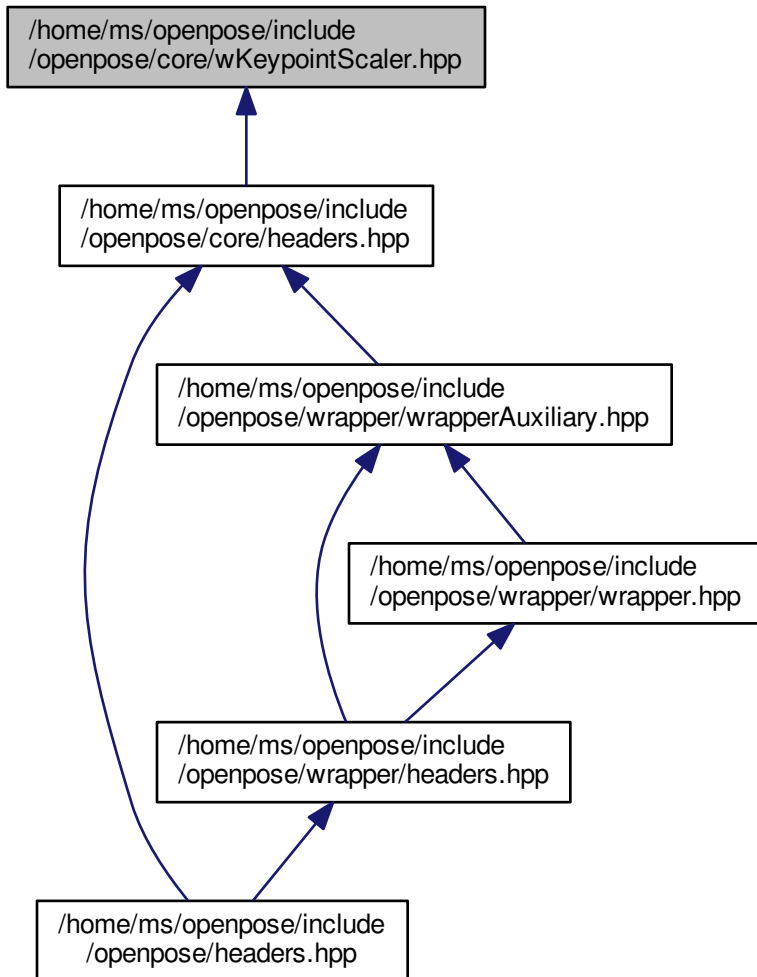 /home/ms/openpose/include
/openpose/core/wKeypointScaler.hpp
/home/ms/openpose/include
/openpose/core/headers.hpp
/home/ms/openpose/include
/openpose/wrapper/wrapperAuxiliary.hpp
/home/ms/openpose/include
/openpose/wrapper/wrapper.hpp
/home/ms/openpose/include
/openpose/wrapper/headers.hpp
/home/ms/openpose/include
/openpose/headers.hpp